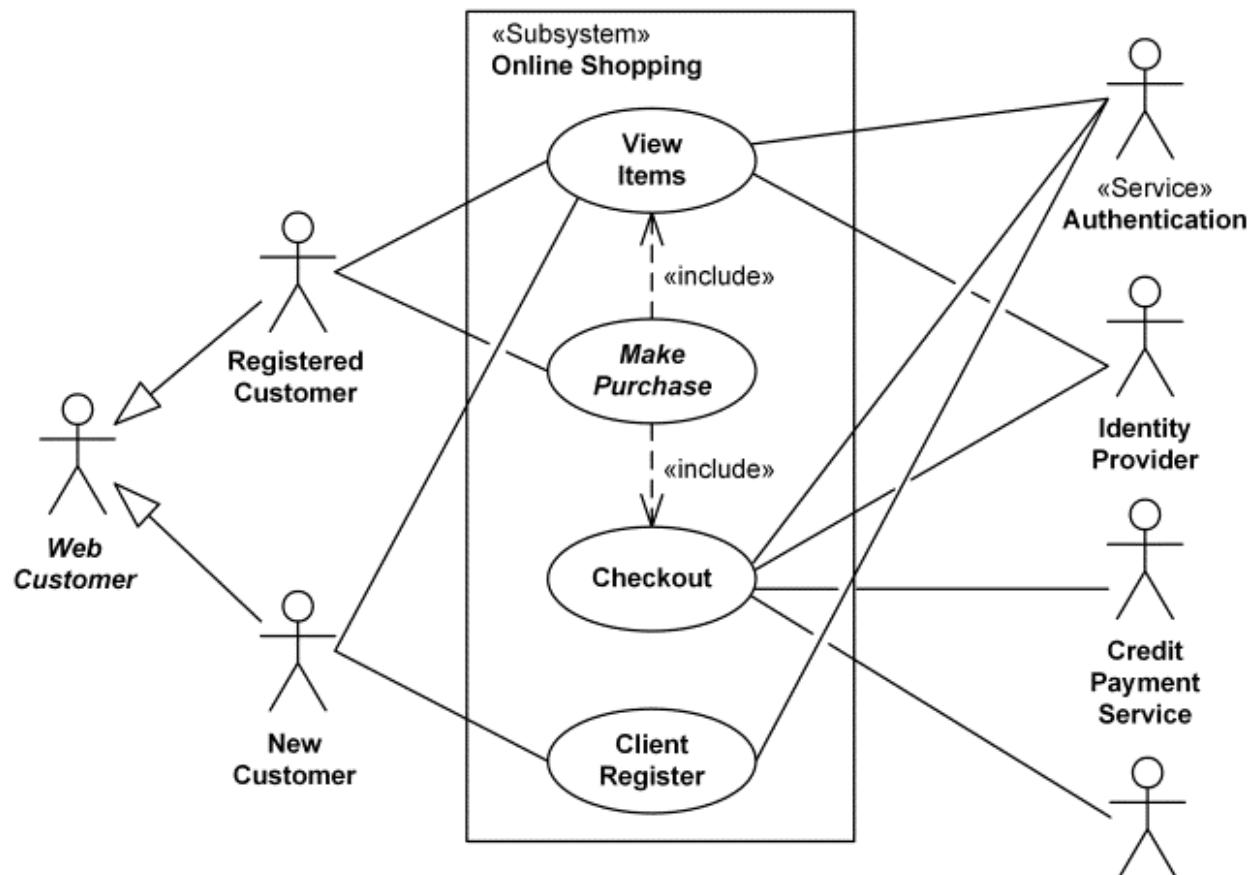 «Subsystem»
Online Shopping
View
Items
«include»
Make
Purchase
«include»
Checkout
Client
Register
Registered
Customer
Web
Customer
New
Customer
«Service»
Authentication
Identity
Provider
Credit
Payment
Service